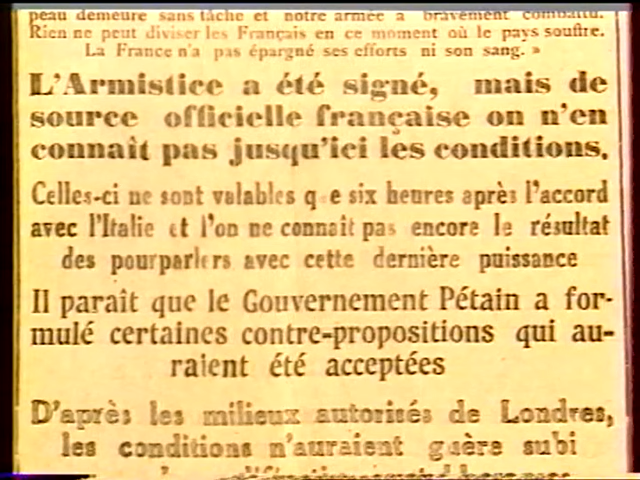 peau demeure sans tâche et notre armée a bravement combattu.
Rien ne peut diviser les Français en ce moment où le pays souffre.
La France n'a pas épargné ses efforts ni son sang. »
L'Armistice a été signé, mais de
source officielle française on n'en
connaît pas jusqu'ici les conditions.
Celles-ci ne sont valables q e six heures après l'accord
avec l'Italie et l'on ne connaît pas encore le résultat
des pourparlers avec cette dernière puissance
Il paraît que le Gouvernement Pétain a for-
mulé certaines contre-propositions qui au-
raient été acceptées
D'après les milieux autorisés de Londres,
les conditions n'auraient guère subi